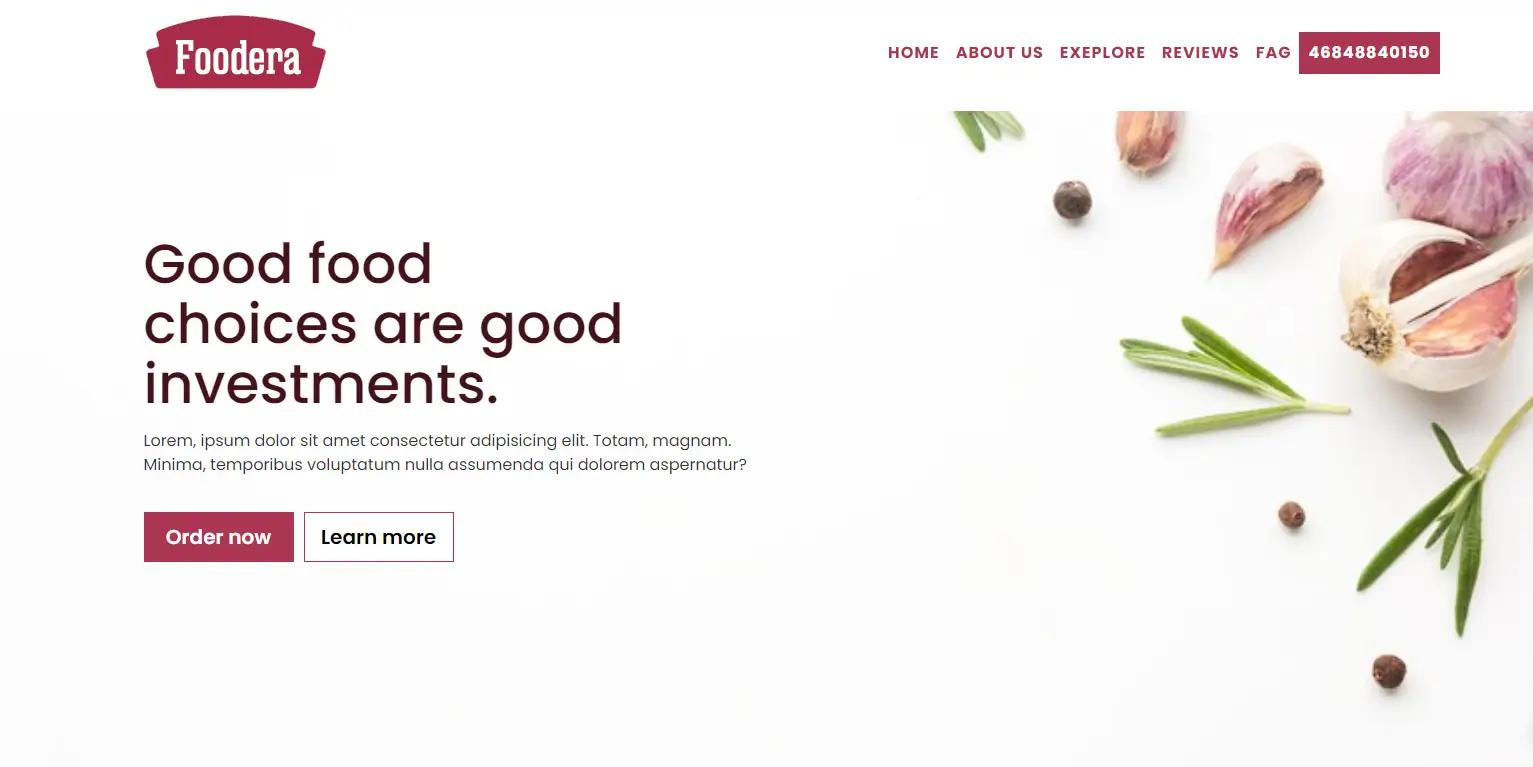 Foodera
HOME ABOUT US EXEPLORE REVIEWS FAG 46848840150
Good food
choices are good
investments.
Lorem, ipsum dolor sit amet consectetur adipisicing elit. Totam, magnam.
Minima, temporibus voluptatum nulla assumenda qui dolorem aspernatur?
Order now Learn more